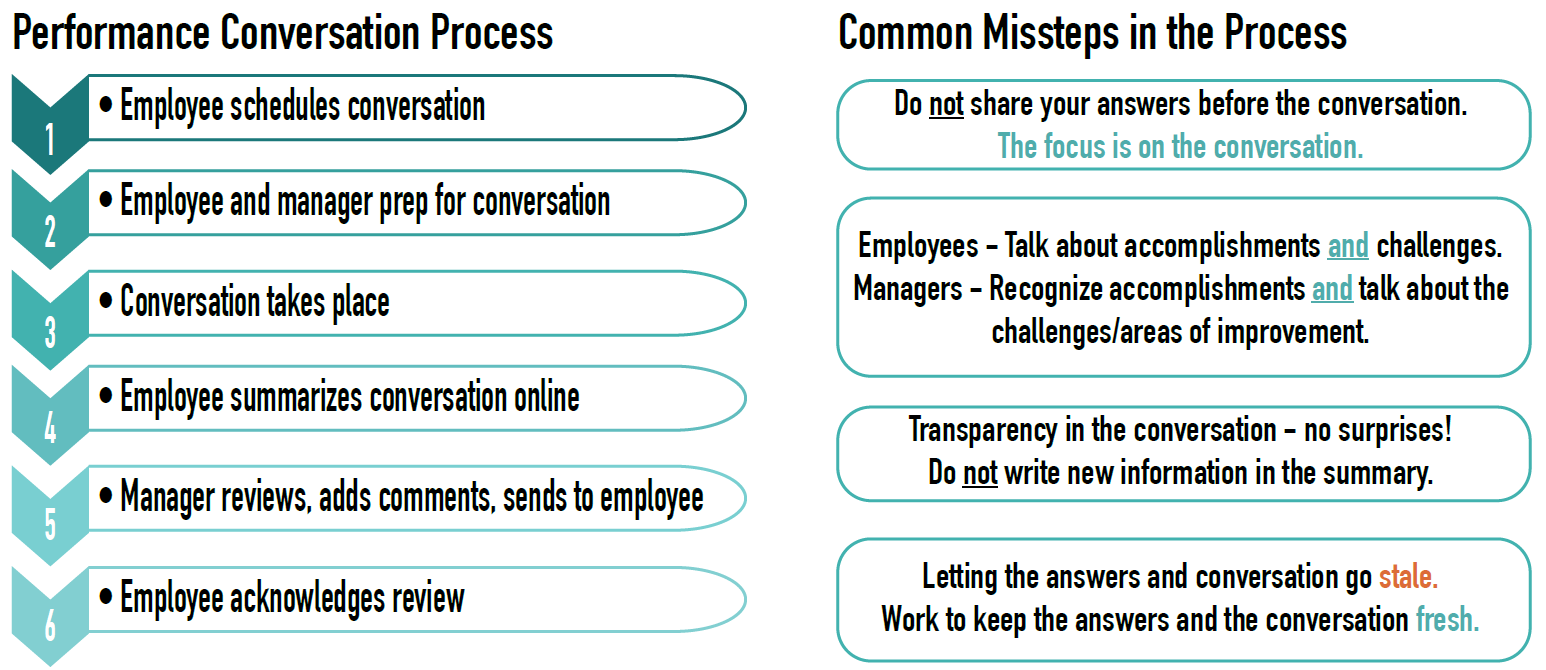 Performance Conversation Process
1
• Employee schedules conversation
2
• Employee and manager prep for conversation
3
• Conversation takes place
4
• Employee summarizes conversation online
5
• Manager reviews, adds comments, sends to employee
6
• Employee acknowledges review
Common Missteps in the Process
Do not share your answers before the conversation.
The focus is on the conversation.
Employees – Talk about accomplishments and challenges.
Managers – Recognize accomplishments and talk about the
challenges/areas of improvement.
Transparency in the conversation – no surprises!
Do not write new information in the summary.
Letting the answers and conversation go stale.
Work to keep the answers and the conversation fresh.